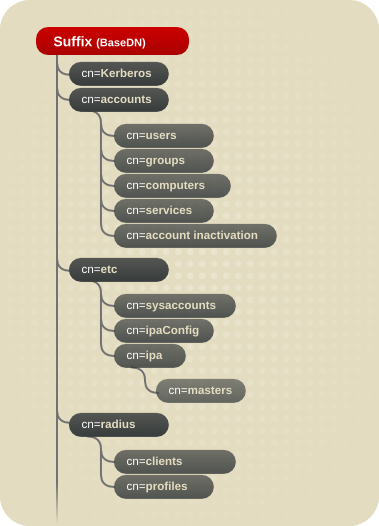 Suffix (BaseDN)
cn=Kerberos
cn=accounts
cn=users
cn=groups
cn=computers
cn=services
cn=account inactivation
cn=etc
cn=sysaccounts
cn=ipaConfig
cn=ipa
cn=masters
cn=radius
cn=clients
cn=profiles